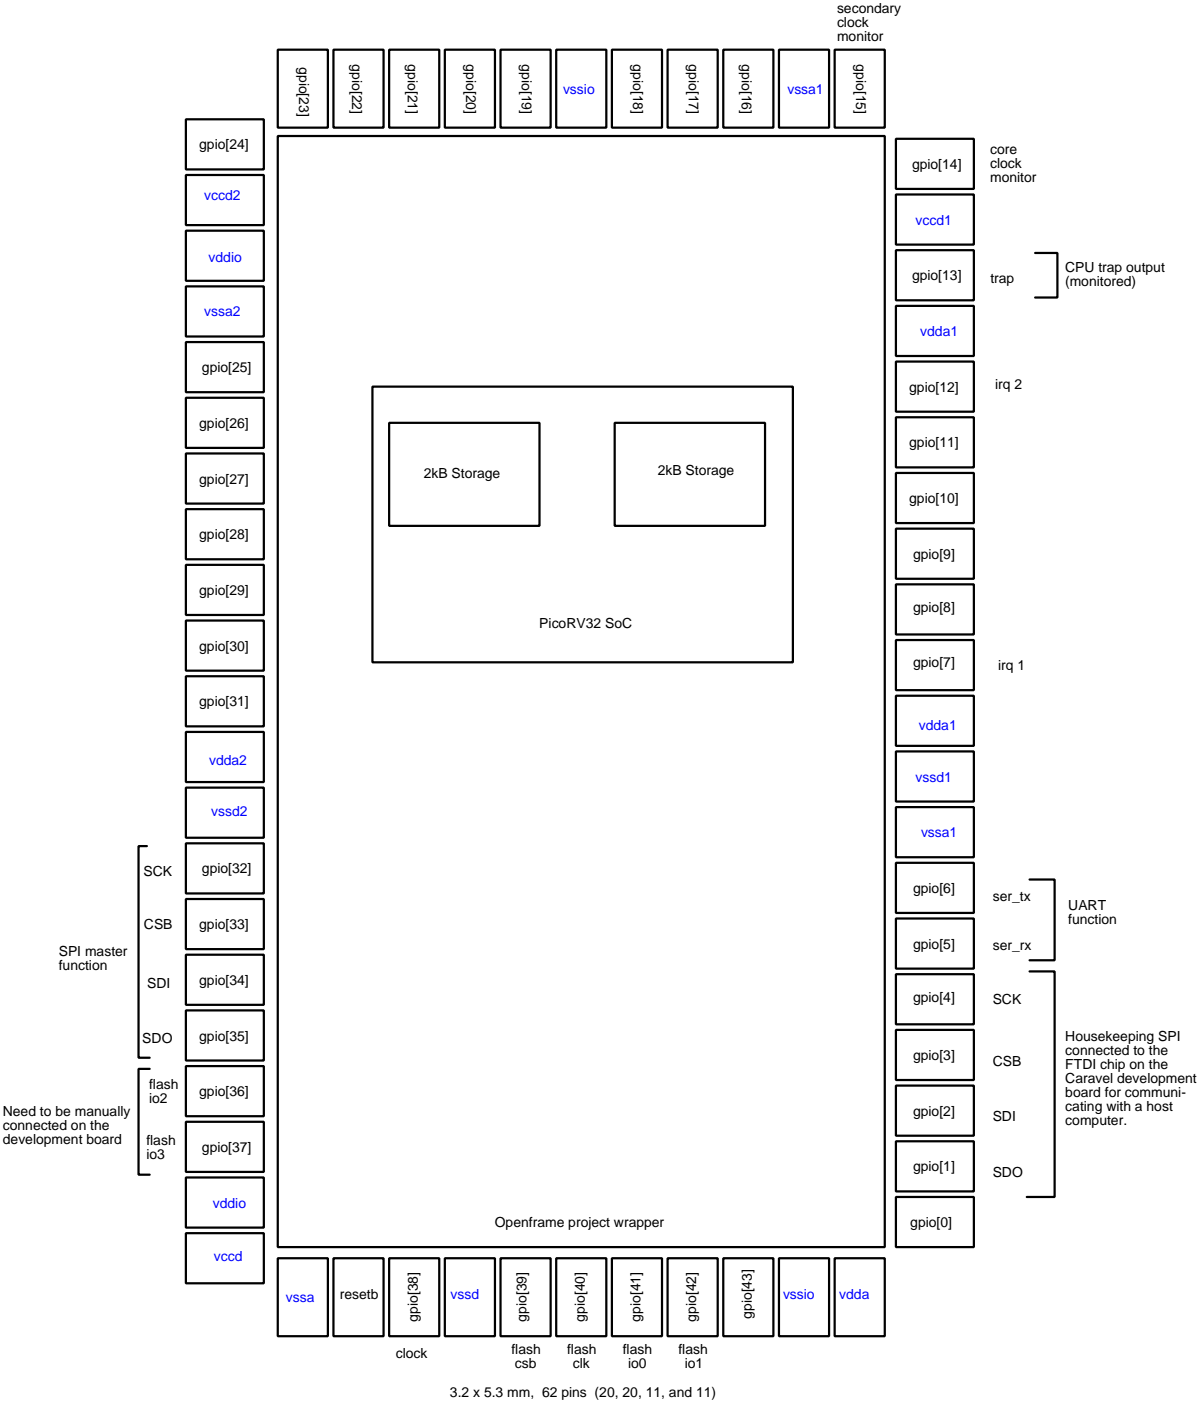 secondary
clock
monitor
gpio[23]
gpio[22]
gpio[21]
gpio[20]
gpio[19]
vssio
gpio[18]
gpio[17]
gpio[16]
vssa1
gpio[15]
gpio[24]
vccd2
vddio
vssa2
gpio[25]
gpio[26]
gpio[27]
gpio[28]
gpio[29]
gpio[30]
gpio[31]
vdda2
vssd2
gpio[32]
gpio[33]
gpio[34]
gpio[35]
gpio[36]
gpio[37]
vddio
vccd
SCK
CSB
SDI
SDO
SPI master
function
flash
io2
flash
io3
Need to be manually
connected on the
development board
2kB Storage
2kB Storage
PicoRV32 SoC
Openframe project wrapper
gpio[14]
vccd1
gpio[13]
vdda1
gpio[12]
gpio[11]
gpio[10]
gpio[9]
gpio[8]
gpio[7]
vdda1
vssd1
vssa1
gpio[6]
gpio[5]
gpio[4]
gpio[3]
gpio[2]
gpio[1]
gpio[0]
core
clock
monitor
trap
CPU trap output
(monitored)
irq 2
irq 1
ser_tx
ser_rx
UART
function
SCK
CSB
SDI
SDO
Housekeeping SPI
connected to the
FTDI chip on the
Caravel development
board for communi-
cating with a host
computer.
vssa
resetb
gpio[38]
vssd
gpio[39]
gpio[40]
gpio[41]
gpio[42]
gpio[43]
vssio
vdda
clock
flash
csb
flash
clk
flash
io0
flash
io1
3.2 x 5.3 mm, 62 pins (20, 20, 11, and 11)